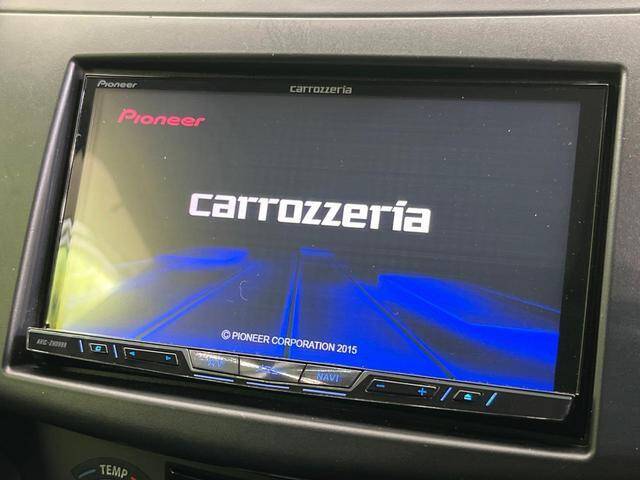 Pioneer
carrozzeria
Pioneer
carrozzeria
© PIONEER CORPORATION 2015
NAVI
TEMP